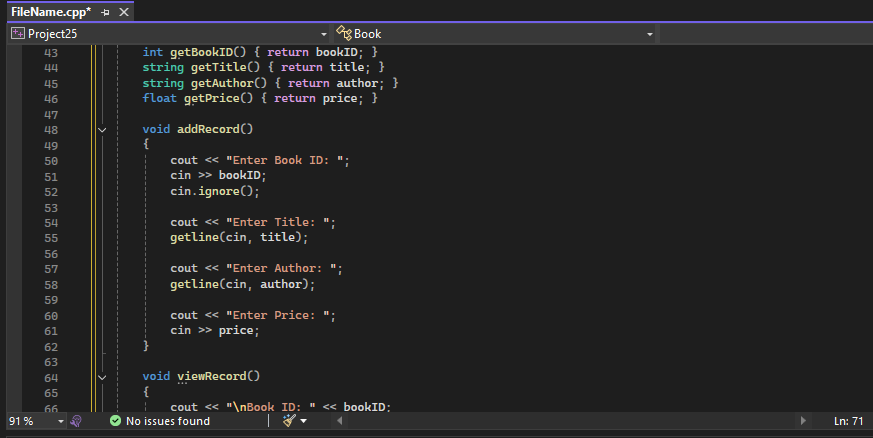 FileName.cpp*
Project25 Book
43 int getBookID() { return bookID; }
44 string getTitle() { return title; }
45 string getAuthor() { return author; }
46 float getPrice() { return price; }
47
48 void addRecord()
49 {
50 cout << "Enter Book ID: ";
51 cin >> bookID;
52 cin.ignore();
53
54 cout << "Enter Title: ";
55 getline(cin, title);
56
57 cout << "Enter Author: ";
58 getline(cin, author);
59
60 cout << "Enter Price: ";
61 cin >> price;
62 }
63
64 void viewRecord()
65 {
66 cout << "\nBook ID: " << bookID;
91 % No issues found Ln: 71